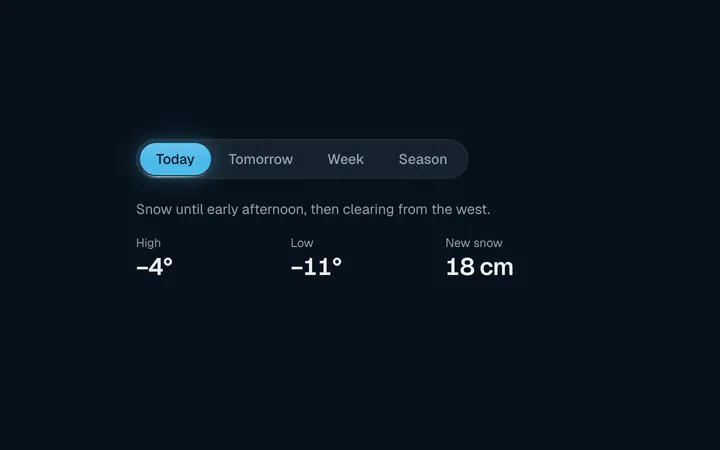 Today Tomorrow Week Season
Snow until early afternoon, then clearing from the west.
High Low New snow
–4° –11° 18 cm